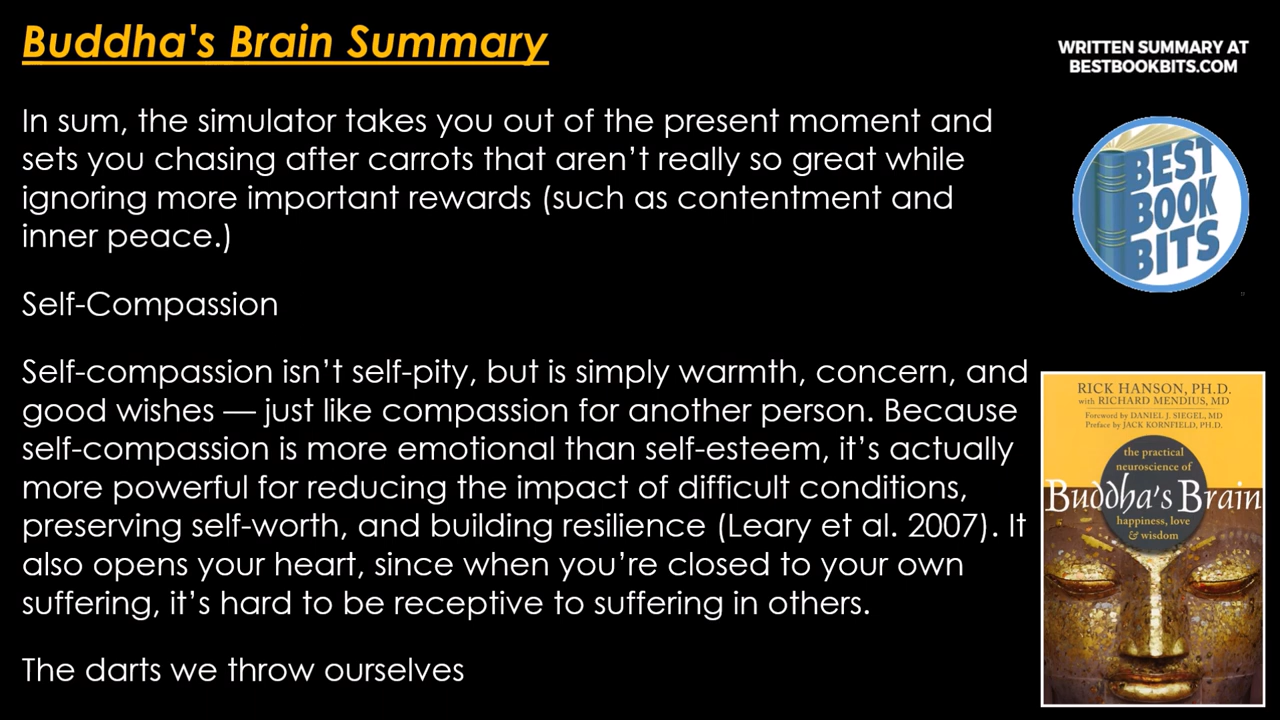 Buddha's Brain Summary
WRITTEN SUMMARY AT
BESTBOOKBITS.COM
In sum, the simulator takes you out of the present moment and
sets you chasing after carrots that aren’t really so great while
ignoring more important rewards (such as contentment and
inner peace.)
Self-Compassion
Self-compassion isn’t self-pity, but is simply warmth, concern, and
good wishes — just like compassion for another person. Because
self-compassion is more emotional than self-esteem, it’s actually
more powerful for reducing the impact of difficult conditions,
preserving self-worth, and building resilience (Leary et al. 2007). It
also opens your heart, since when you’re closed to your own
suffering, it’s hard to be receptive to suffering in others.
The darts we throw ourselves
BEST
BOOK
BITS
RICK HANSON, PH.D.
with RICHARD MENDIUS, MD
Foreword by DANIEL J. SIEGEL, MD
Preface by JACK KORNFIELD, PH.D.
the practical
neuroscience of
Buddha's Brain
happiness, love
& wisdom